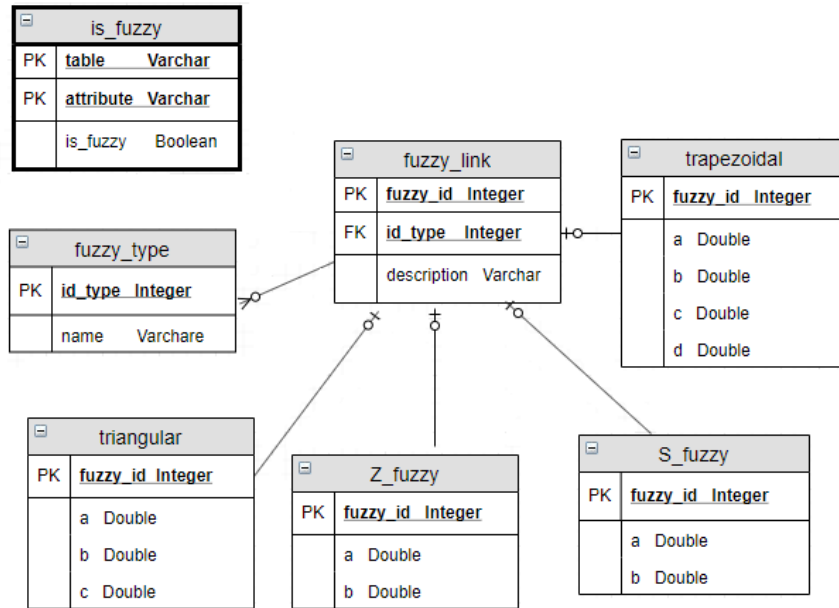 is_fuzzy
PK table Varchar
PK attribute Varchar
is_fuzzy Boolean
fuzzy_link
PK fuzzy_id Integer
FK id_type Integer
description Varchar
trapezoidal
PK fuzzy_id Integer
a Double
b Double
c Double
d Double
fuzzy_type
PK id_type Integer
name Varchare
triangular
PK fuzzy_id Integer
a Double
b Double
c Double
Z_fuzzy
PK fuzzy_id Integer
a Double
b Double
S_fuzzy
PK fuzzy_id Integer
a Double
b Double